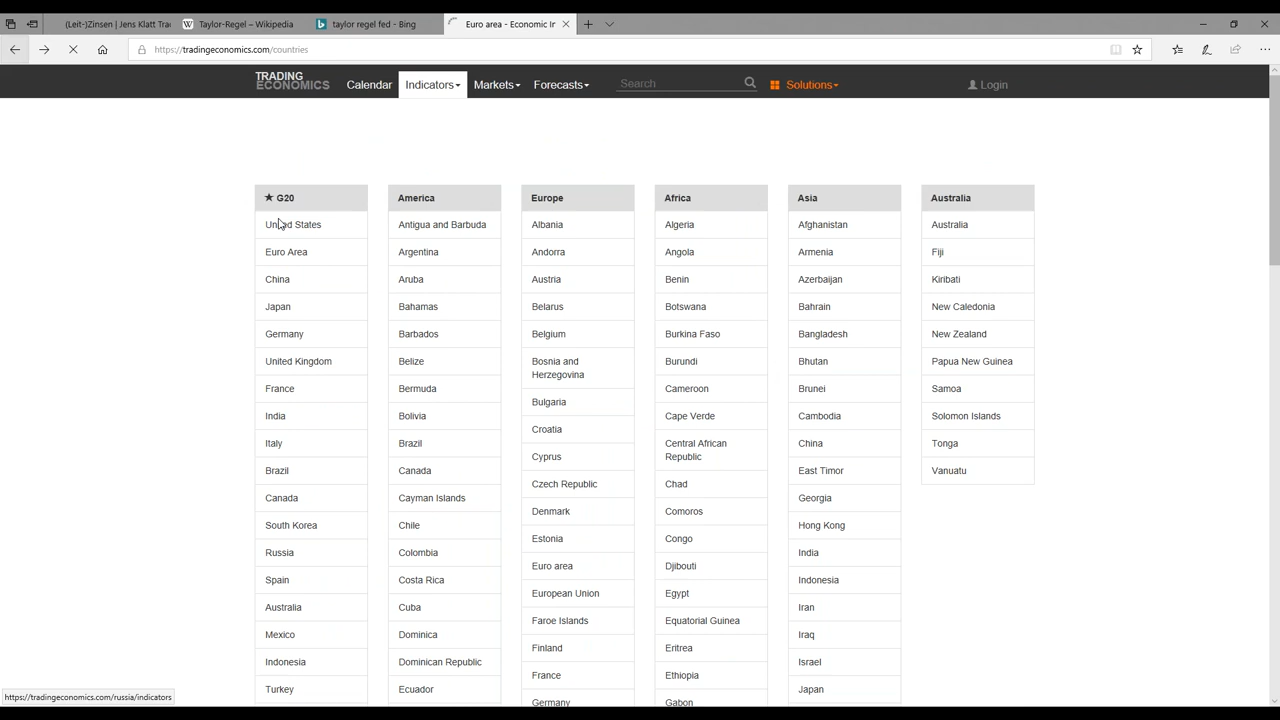 (Leit-)Zinsen | Jens Klatt Tra
Taylor-Regel – Wikipedia
taylor regel fed - Bing
Euro area - Economic Ir
https://tradingeconomics.com/countries
TRADING ECONOMICS
Calendar
Indicators
Markets
Forecasts
Search
Solutions
Login
G20
United States
Euro Area
China
Japan
Germany
United Kingdom
France
India
Italy
Brazil
Canada
South Korea
Russia
Spain
Australia
Mexico
Indonesia
Turkey
America
Antigua and Barbuda
Argentina
Aruba
Bahamas
Barbados
Belize
Bermuda
Bolivia
Brazil
Canada
Cayman Islands
Chile
Colombia
Costa Rica
Cuba
Dominica
Dominican Republic
Ecuador
Europe
Albania
Andorra
Austria
Belarus
Belgium
Bosnia and
Herzegovina
Bulgaria
Croatia
Cyprus
Czech Republic
Denmark
Estonia
Euro area
European Union
Faroe Islands
Finland
France
Germany
Africa
Algeria
Angola
Benin
Botswana
Burkina Faso
Burundi
Cameroon
Cape Verde
Central African
Republic
Chad
Comoros
Congo
Djibouti
Egypt
Equatorial Guinea
Eritrea
Ethiopia
Gabon
Asia
Afghanistan
Armenia
Azerbaijan
Bahrain
Bangladesh
Bhutan
Brunei
Cambodia
China
East Timor
Georgia
Hong Kong
India
Indonesia
Iran
Iraq
Israel
Japan
Australia
Australia
Fiji
Kiribati
New Caledonia
New Zealand
Papua New Guinea
Samoa
Solomon Islands
Tonga
Vanuatu
https://tradingeconomics.com/russia/indicators